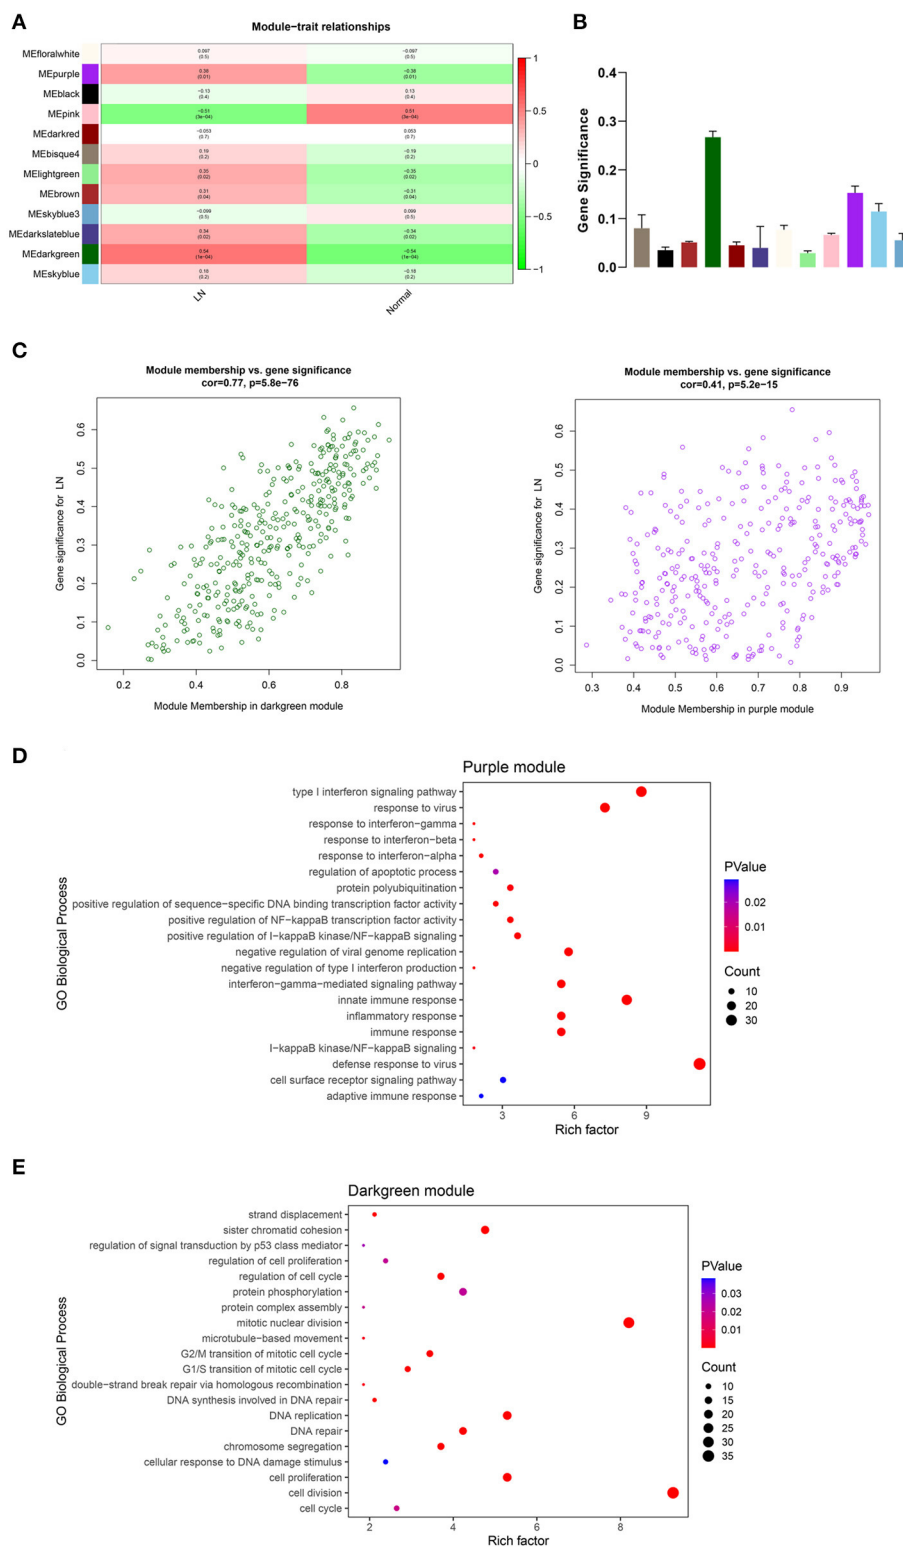 A
Module−trait relationships
MEfloralwhite
MEpurple
MEblack
MEpink
MEdarkred
MEbisque4
MElightgreen
MEbrown
MEskyblue3
MEdarkslateblue
MEdarkgreen
MEskyblue
0.097 −0.097
(0.5) (0.5)
0.38 −0.38
(0.01) (0.01)
−0.13 0.13
(0.4) (0.4)
−0.51 0.51
(3e−04) (3e−04)
−0.053 0.053
(0.7) (0.7)
0.19 −0.19
(0.2) (0.2)
0.35 −0.35
(0.02) (0.02)
0.31 −0.31
(0.04) (0.04)
−0.099 0.099
(0.5) (0.5)
0.34 −0.34
(0.02) (0.02)
0.54 −0.54
(1e−04) (1e−04)
0.18 −0.18
(0.2) (0.2)
LN
Normal
1
0.5
0
−0.5
−1
B
Gene Significance
0.4
0.3
0.2
0.1
0.0
C
Module membership vs. gene significance
cor=0.77, p=5.8e−76
Gene significance for LN
0.6
0.5
0.4
0.3
0.2
0.1
0.0
0.2 0.4 0.6 0.8
Module Membership in darkgreen module
Module membership vs. gene significance
cor=0.41, p=5.2e−15
Gene significance for LN
0.6
0.5
0.4
0.3
0.2
0.1
0.0
0.3 0.4 0.5 0.6 0.7 0.8 0.9
Module Membership in purple module
D
Purple module
GO Biological Process
type I interferon signaling pathway
response to virus
response to interferon-gamma
response to interferon-beta
response to interferon-alpha
regulation of apoptotic process
protein polyubiquitination
positive regulation of sequence-specific DNA binding transcription factor activity
positive regulation of NF-kappaB transcription factor activity
positive regulation of I-kappaB kinase/NF-kappaB signaling
negative regulation of viral genome replication
negative regulation of type I interferon production
interferon-gamma-mediated signaling pathway
innate immune response
inflammatory response
immune response
I-kappaB kinase/NF-kappaB signaling
defense response to virus
cell surface receptor signaling pathway
adaptive immune response
3 6 9
Rich factor
PValue
0.02
0.01
Count
10
20
30
E
Darkgreen module
GO Biological Process
strand displacement
sister chromatid cohesion
regulation of signal transduction by p53 class mediator
regulation of cell proliferation
regulation of cell cycle
protein phosphorylation
protein complex assembly
mitotic nuclear division
microtubule-based movement
G2/M transition of mitotic cell cycle
G1/S transition of mitotic cell cycle
double-strand break repair via homologous recombination
DNA synthesis involved in DNA repair
DNA replication
DNA repair
chromosome segregation
cellular response to DNA damage stimulus
cell proliferation
cell division
cell cycle
2 4 6 8
Rich factor
PValue
0.03
0.02
0.01
Count
10
15
20
25
30
35